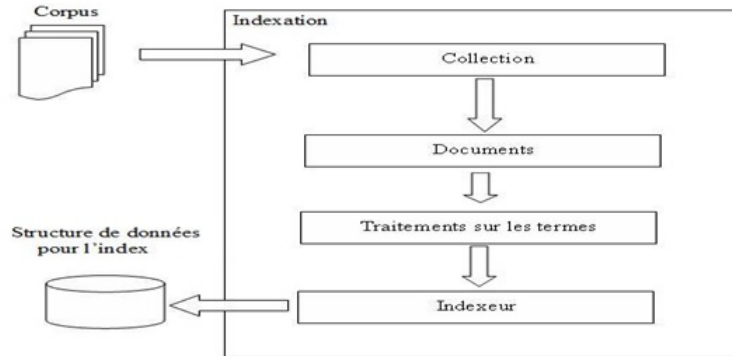 Corpus
Indexation
Collection
Documents
Traitements sur les termes
Structure de données
pour l'index
Indexeur